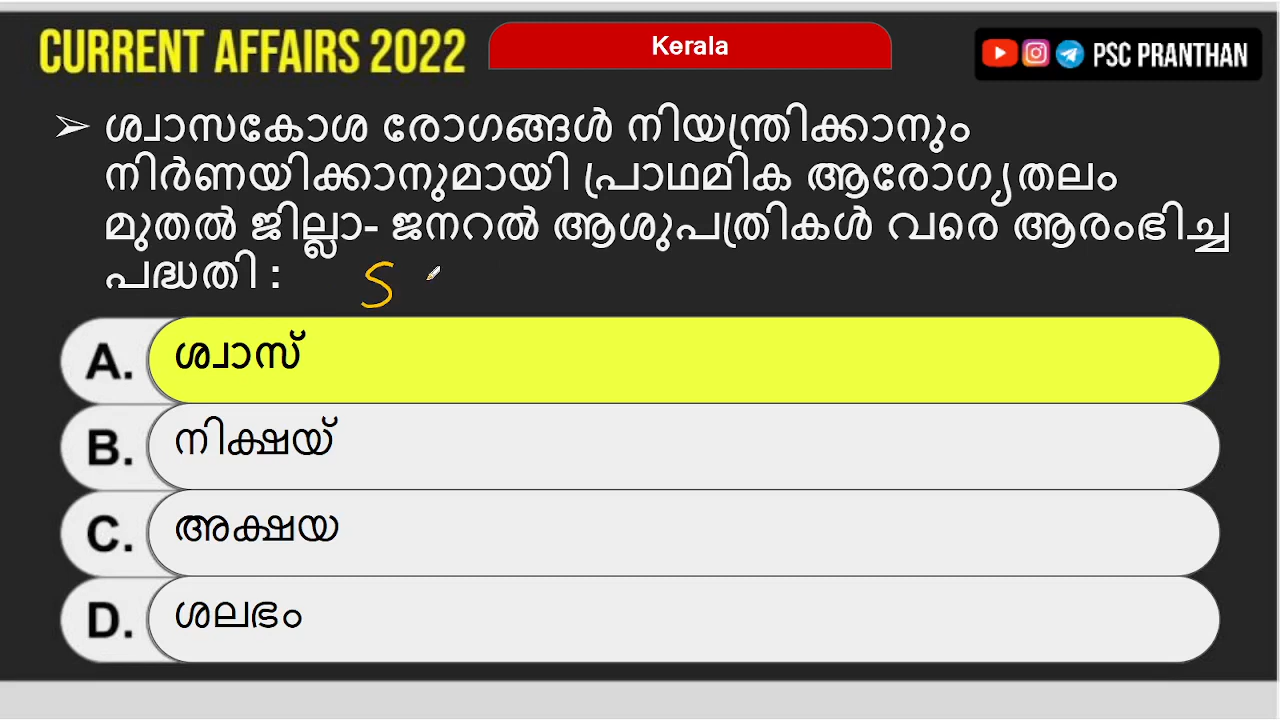 CURRENT AFFAIRS 2022
Kerala
PSC PRANTHAN
➢ ശ്വാസകോശ രോഗങ്ങൾ നിയന്ത്രിക്കാനും
നിർണയിക്കാനുമായി പ്രാഥമിക ആരോഗ്യതലം
മുതൽ ജില്ലാ- ജനറൽ ആശുപത്രികൾ വരെ ആരംഭിച്ച
പദ്ധതി :
S
A. ശ്വാസ്
B. നിക്ഷയ്
C. അക്ഷയ
D. ശലഭം